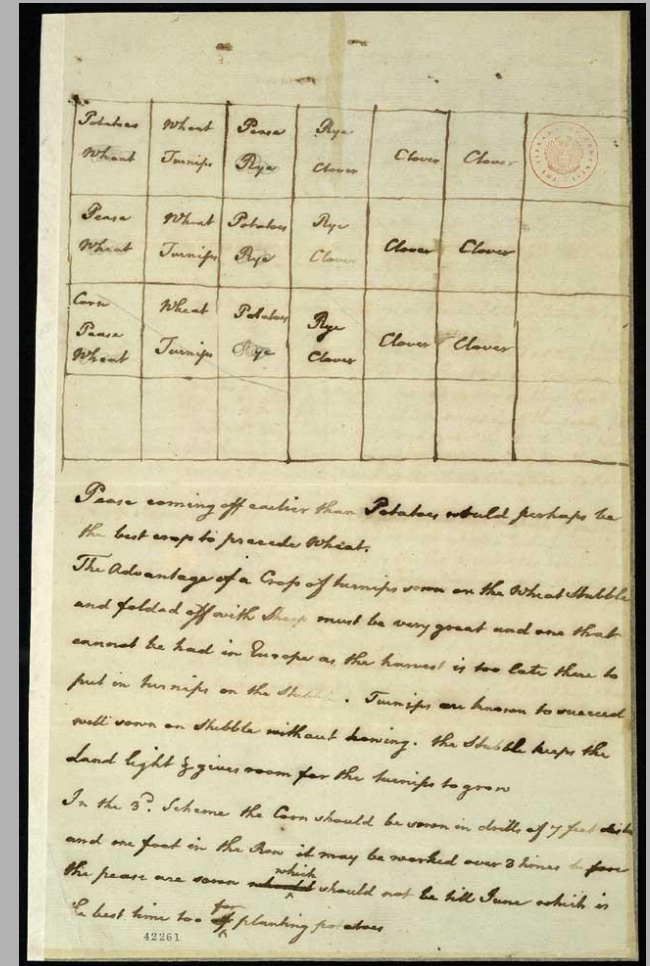 Potatoes Wheat Pease Rye Clover Clover
Wheat Turnips Rye Clover
Pease Wheat Potatoes Rye Clover Clover
Wheat Turnips Rye Clover
Corn Wheat Potatoes Rye Clover Clover
Pease Turnips Rye Clover
Wheat
Pease coming off earlier than Potatoes would perhaps be
the best crop to precede Wheat.
The Advantage of a Crop of turnips sown on the Wheat Stubble
and folded off with Sheep must be very great and one that
cannot be had in Europe as the harvest is too late there to
put in turnips on the Stubble. Turnips are known to succeed
well sown on Stubble without howing. the Stubble keeps the
Land light & gives room for the turnips to grow
In the 3d. Scheme the Corn should be sown in drills of 7 feet
and one foot in the Row it may be worked over 3 times before
which
the pease are sown should not be till June which is
for
the best time too planting potatoes
42261